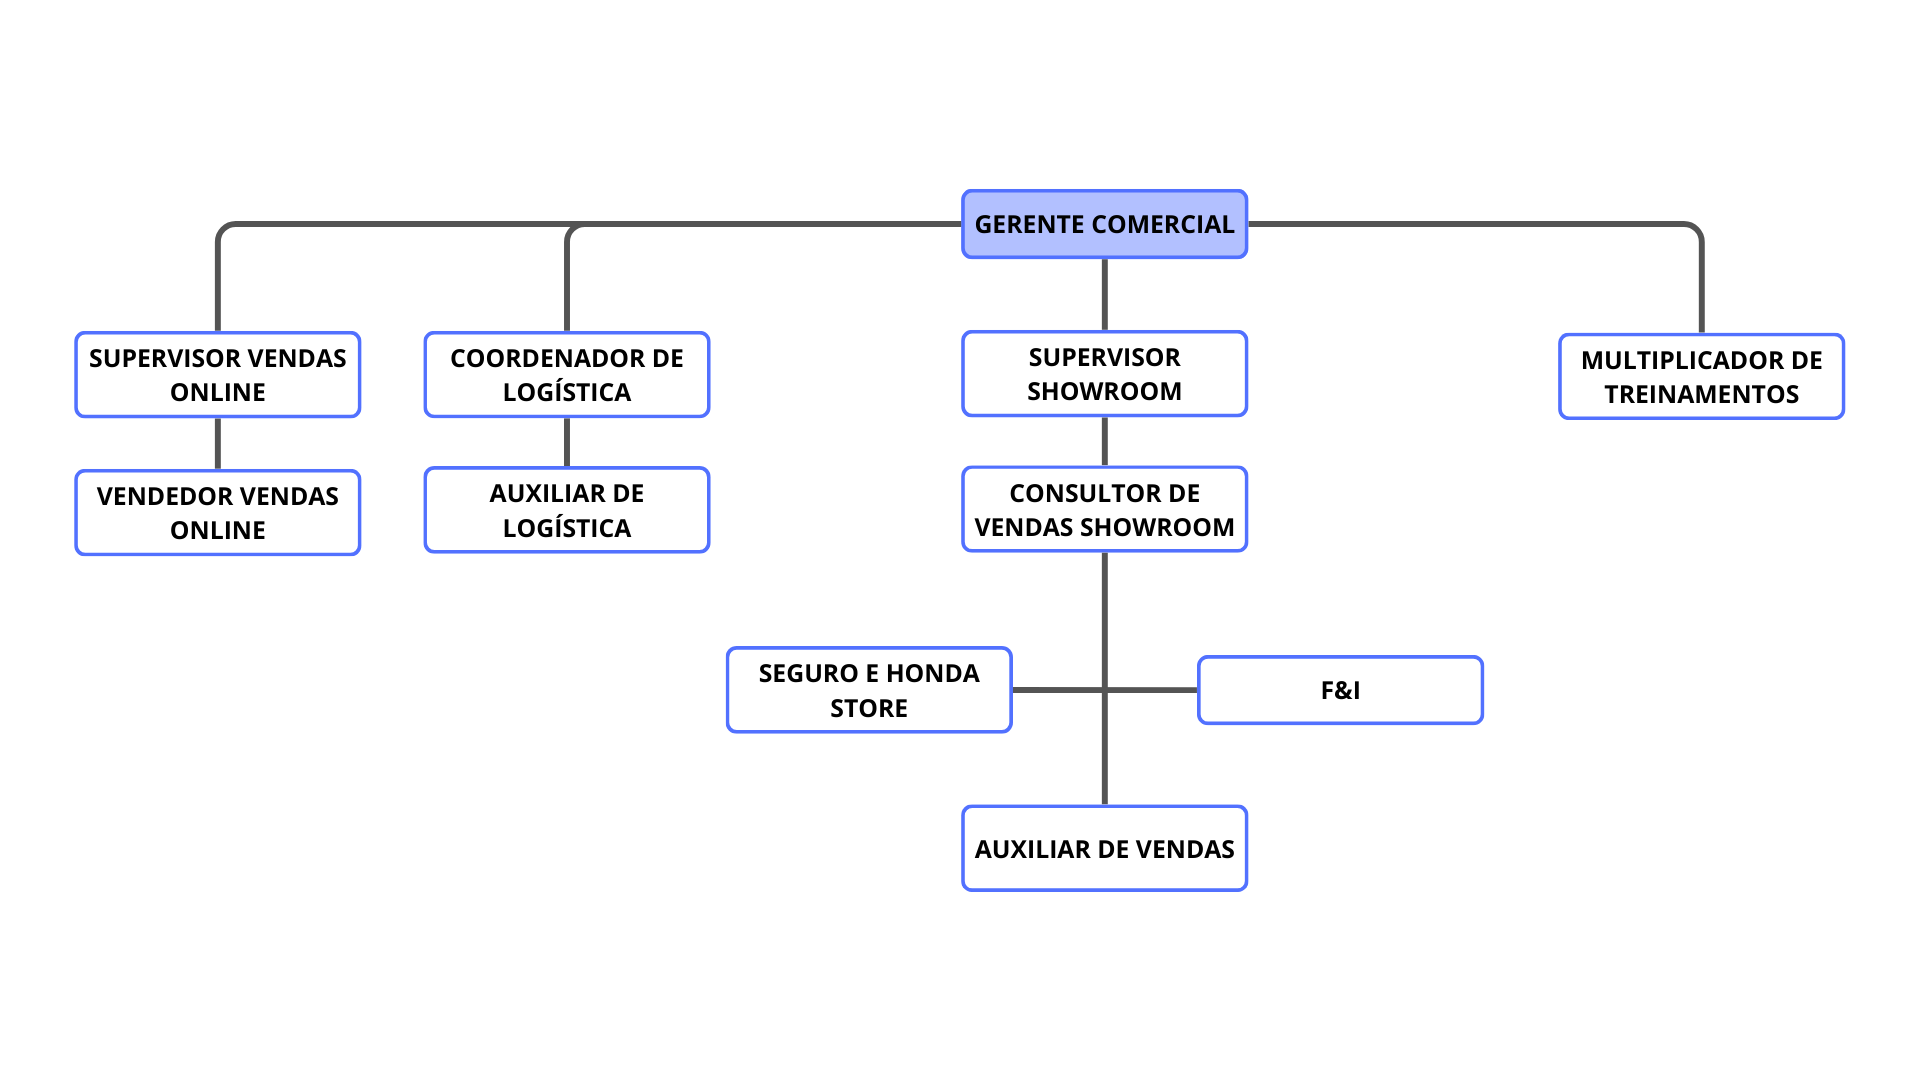 GERENTE COMERCIAL
SUPERVISOR VENDAS
ONLINE
COORDENADOR DE
LOGÍSTICA
SUPERVISOR
SHOWROOM
MULTIPLICADOR DE
TREINAMENTOS
VENDEDOR VENDAS
ONLINE
AUXILIAR DE
LOGÍSTICA
CONSULTOR DE
VENDAS SHOWROOM
SEGURO E HONDA
STORE
F&I
AUXILIAR DE VENDAS